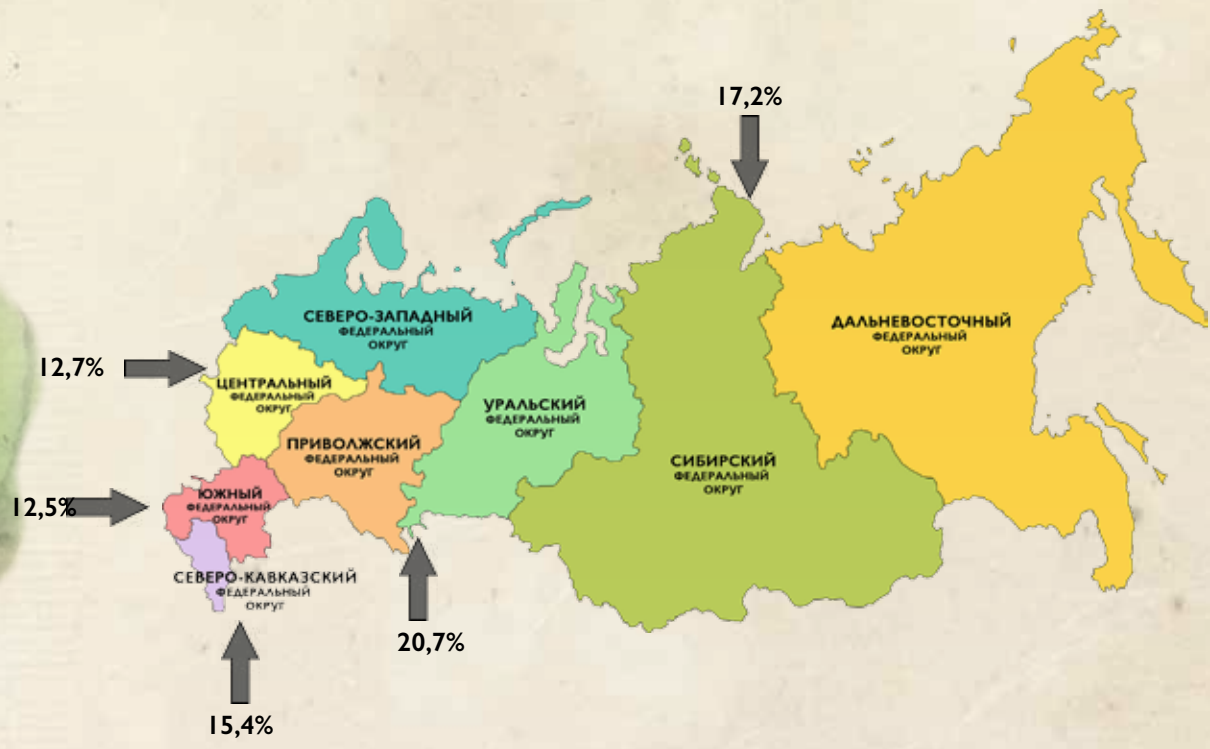 17,2%
СЕВЕРО-ЗАПАДНЫЙ
ФЕДЕРАЛЬНЫЙ
ОКРУГ
ДАЛЬНЕВОСТОЧНЫЙ
ФЕДЕРАЛЬНЫЙ
ОКРУГ
12,7%
ЦЕНТРАЛЬНЫЙ
ФЕДЕРАЛЬНЫЙ
ОКРУГ
УРАЛЬСКИЙ
ФЕДЕРАЛЬНЫЙ
ОКРУГ
ПРИВОЛЖСКИЙ
ФЕДЕРАЛЬНЫЙ
ОКРУГ
СИБИРСКИЙ
ФЕДЕРАЛЬНЫЙ
ОКРУГ
12,5%
ЮЖНЫЙ
ФЕДЕРАЛЬНЫЙ
ОКРУГ
СЕВЕРО-КАВКАЗСКИЙ
ФЕДЕРАЛЬНЫЙ
ОКРУГ
20,7%
15,4%